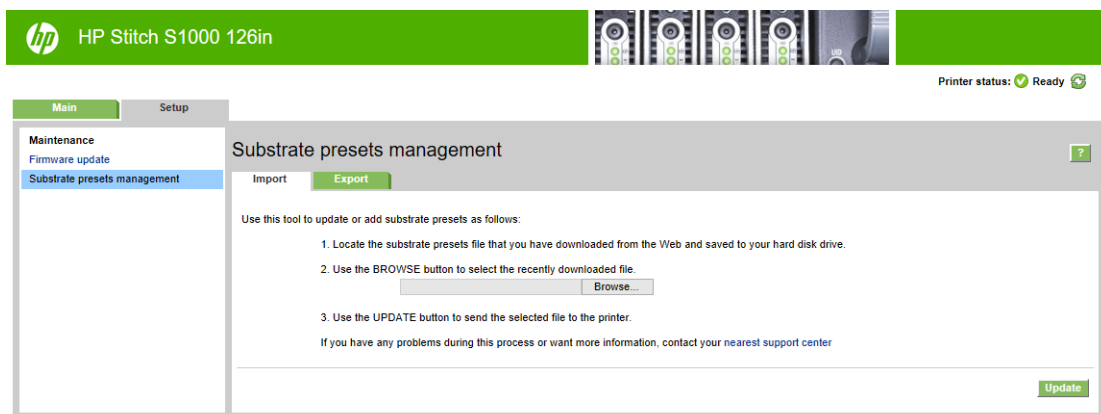 hp HP Stitch S1000 126in
UID
Printer status: Ready
Main Setup
Maintenance
Firmware update
Substrate presets management
Substrate presets management
?
Import Export
Use this tool to update or add substrate presets as follows:
1. Locate the substrate presets file that you have downloaded from the Web and saved to your hard disk drive.
2. Use the BROWSE button to select the recently downloaded file.
Browse...
3. Use the UPDATE button to send the selected file to the printer.
If you have any problems during this process or want more information, contact your nearest support center
Update